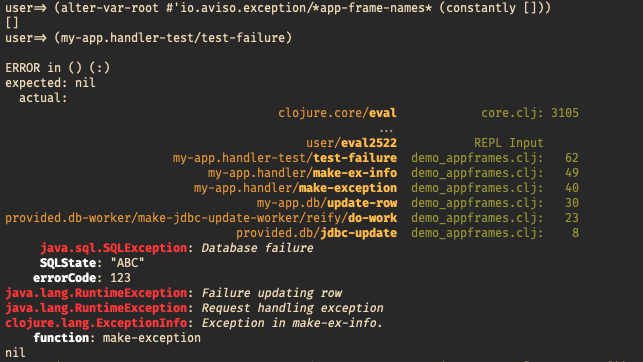 user=> (alter-var-root #'io.aviso.exception/*app-frame-names* (constantly []))
[]
user=> (my-app.handler-test/test-failure)
ERROR in () (:)
expected: nil
actual:
clojure.core/eval core.clj: 3105
...
user/eval2522 REPL Input
my-app.handler-test/test-failure demo_appframes.clj: 62
my-app.handler/make-ex-info demo_appframes.clj: 49
my-app.handler/make-exception demo_appframes.clj: 40
my-app.db/update-row demo_appframes.clj: 30
provided.db-worker/make-jdbc-update-worker/reify/do-work demo_appframes.clj: 23
provided.db/jdbc-update demo_appframes.clj: 8
java.sql.SQLException: Database failure
SQLState: "ABC"
errorCode: 123
java.lang.RuntimeException: Failure updating row
java.lang.RuntimeException: Request handling exception
clojure.lang.ExceptionInfo: Exception in make-ex-info.
function: make-exception
nil